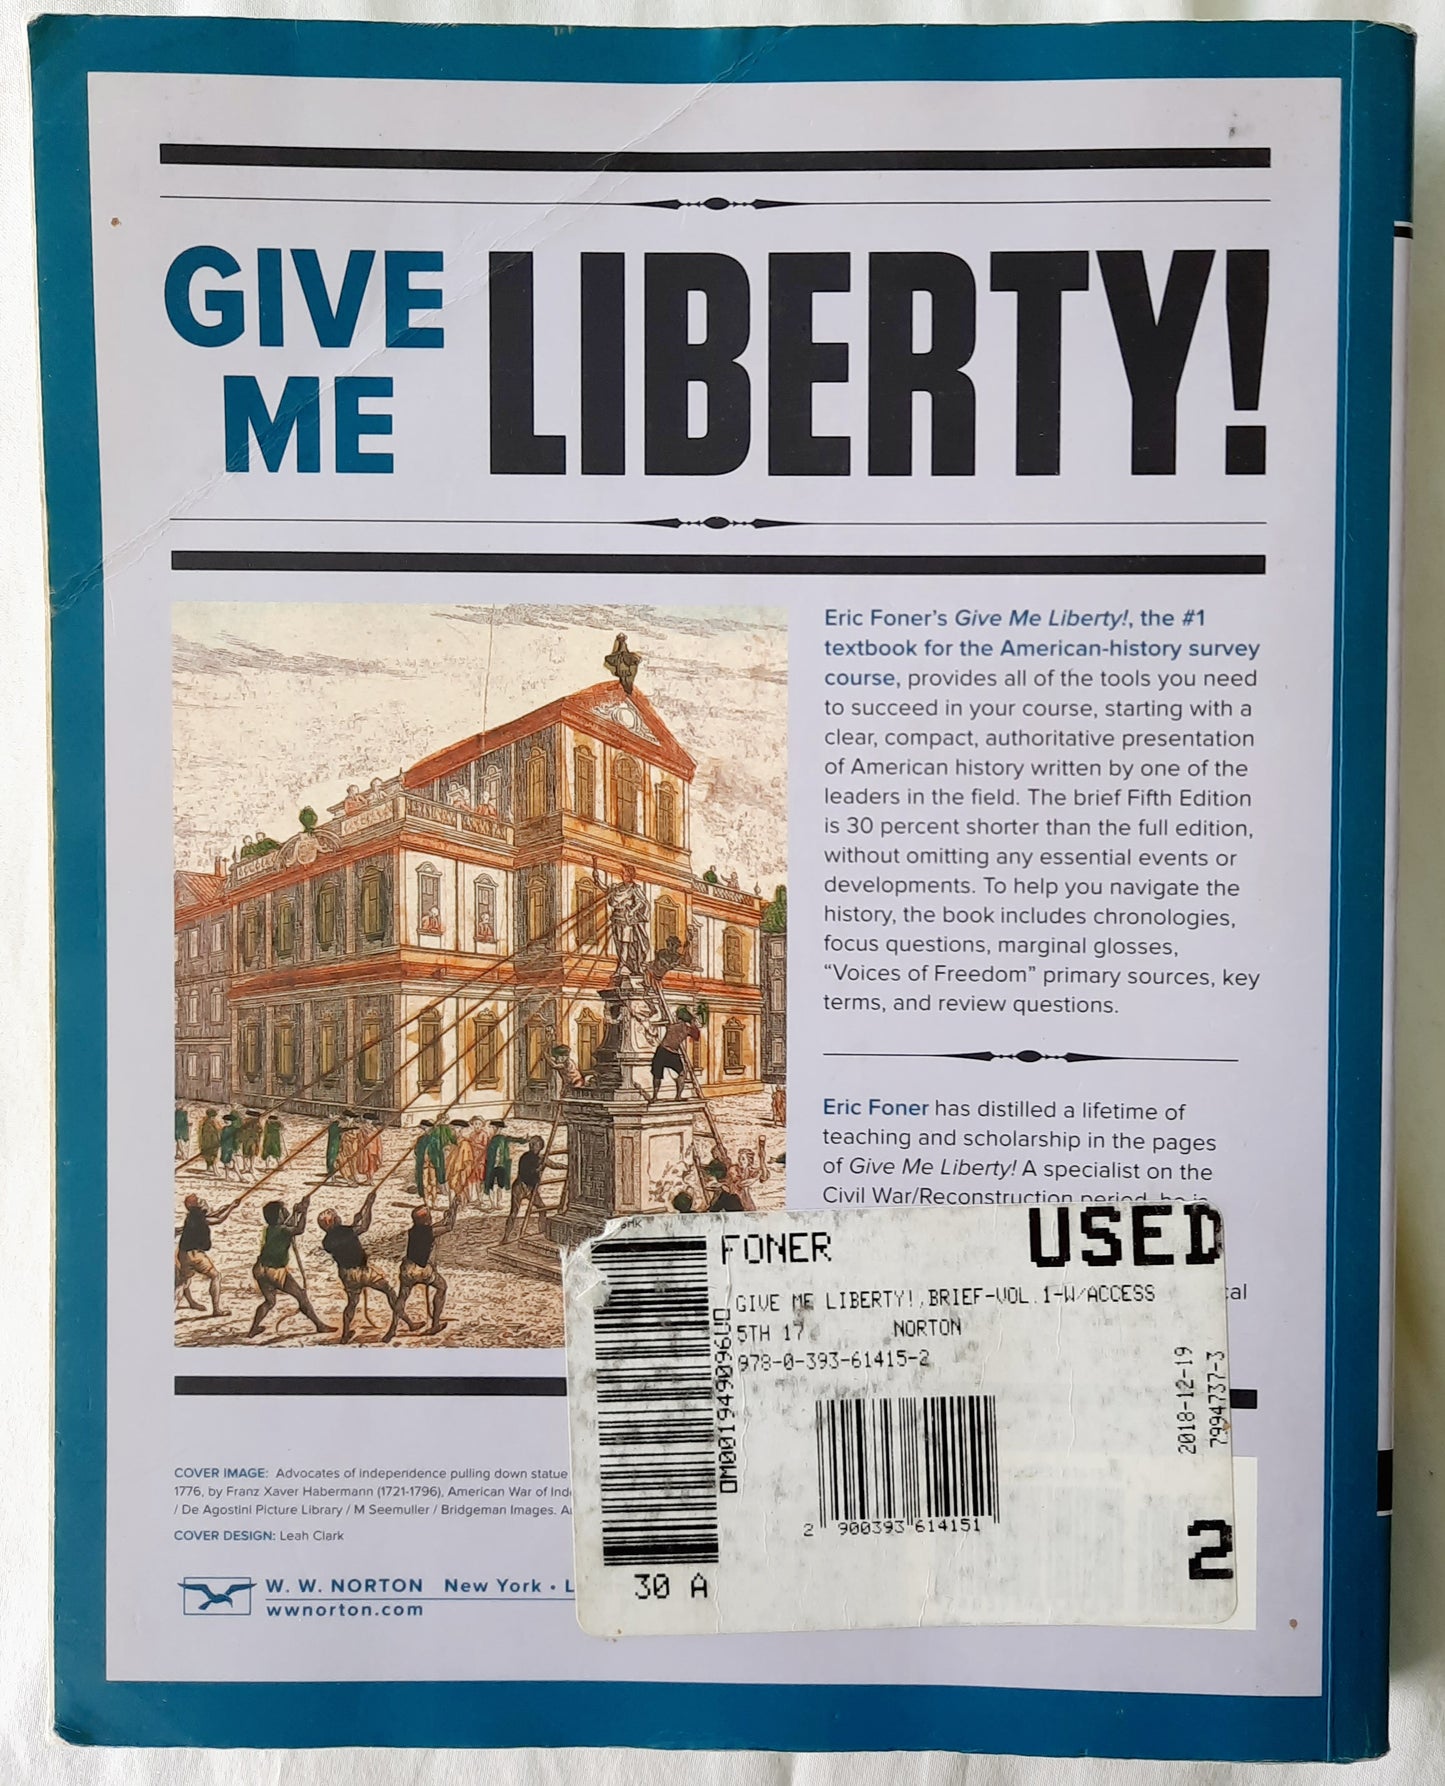 GIVE
ME
LIBERTY!
Eric Foner's Give Me Liberty!, the #1
textbook for the American-history survey
course, provides all of the tools you need
to succeed in your course, starting with a
clear, compact, authoritative presentation
of American history written by one of the
leaders in the field. The brief Fifth Edition
is 30 percent shorter than the full edition,
without omitting any essential events or
developments. To help you navigate the
history, the book includes chronologies,
focus questions, marginal glosses,
“Voices of Freedom” primary sources, key
terms, and review questions.
Eric Foner has distilled a lifetime of
teaching and scholarship in the pages
of Give Me Liberty! A specialist on the
Civil War/Reconstruction period, he is
FONER
USED
GIVE ME LIBERTY!,BRIEF-VOL.1-W/ACCESS
5TH 17 NORTON
978-0-393-61415-2
0M001949096U0
2018-12-19
7994737-3
2 900393 614151
2
30 A
COVER IMAGE: Advocates of independence pulling down statue
1776, by Franz Xaver Habermann (1721-1796), American War of
/ De Agostini Picture Library / M Seemuller / Bridgeman Images.
COVER DESIGN: Leah Clark
W. W. NORTON New York •
wwnorton.com